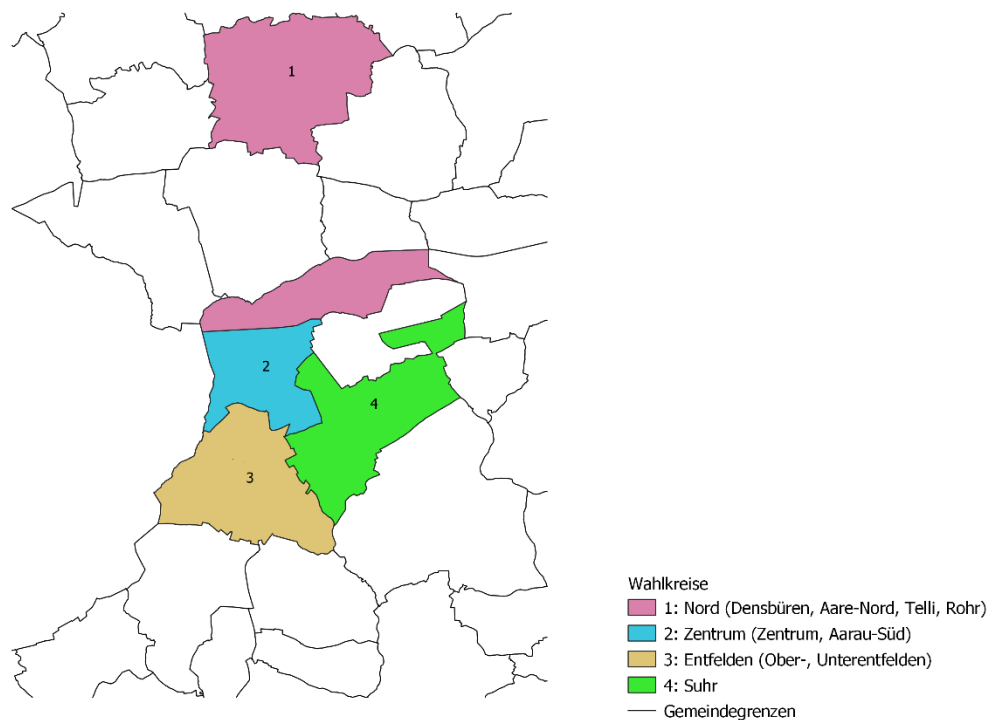 1
2
4
3
Wahlkreise
1: Nord (Densbüren, Aare-Nord, Telli, Rohr)
2: Zentrum (Zentrum, Aarau-Süd)
3: Entfelden (Ober-, Unterentfelden)
4: Suhr
Gemeindegrenzen